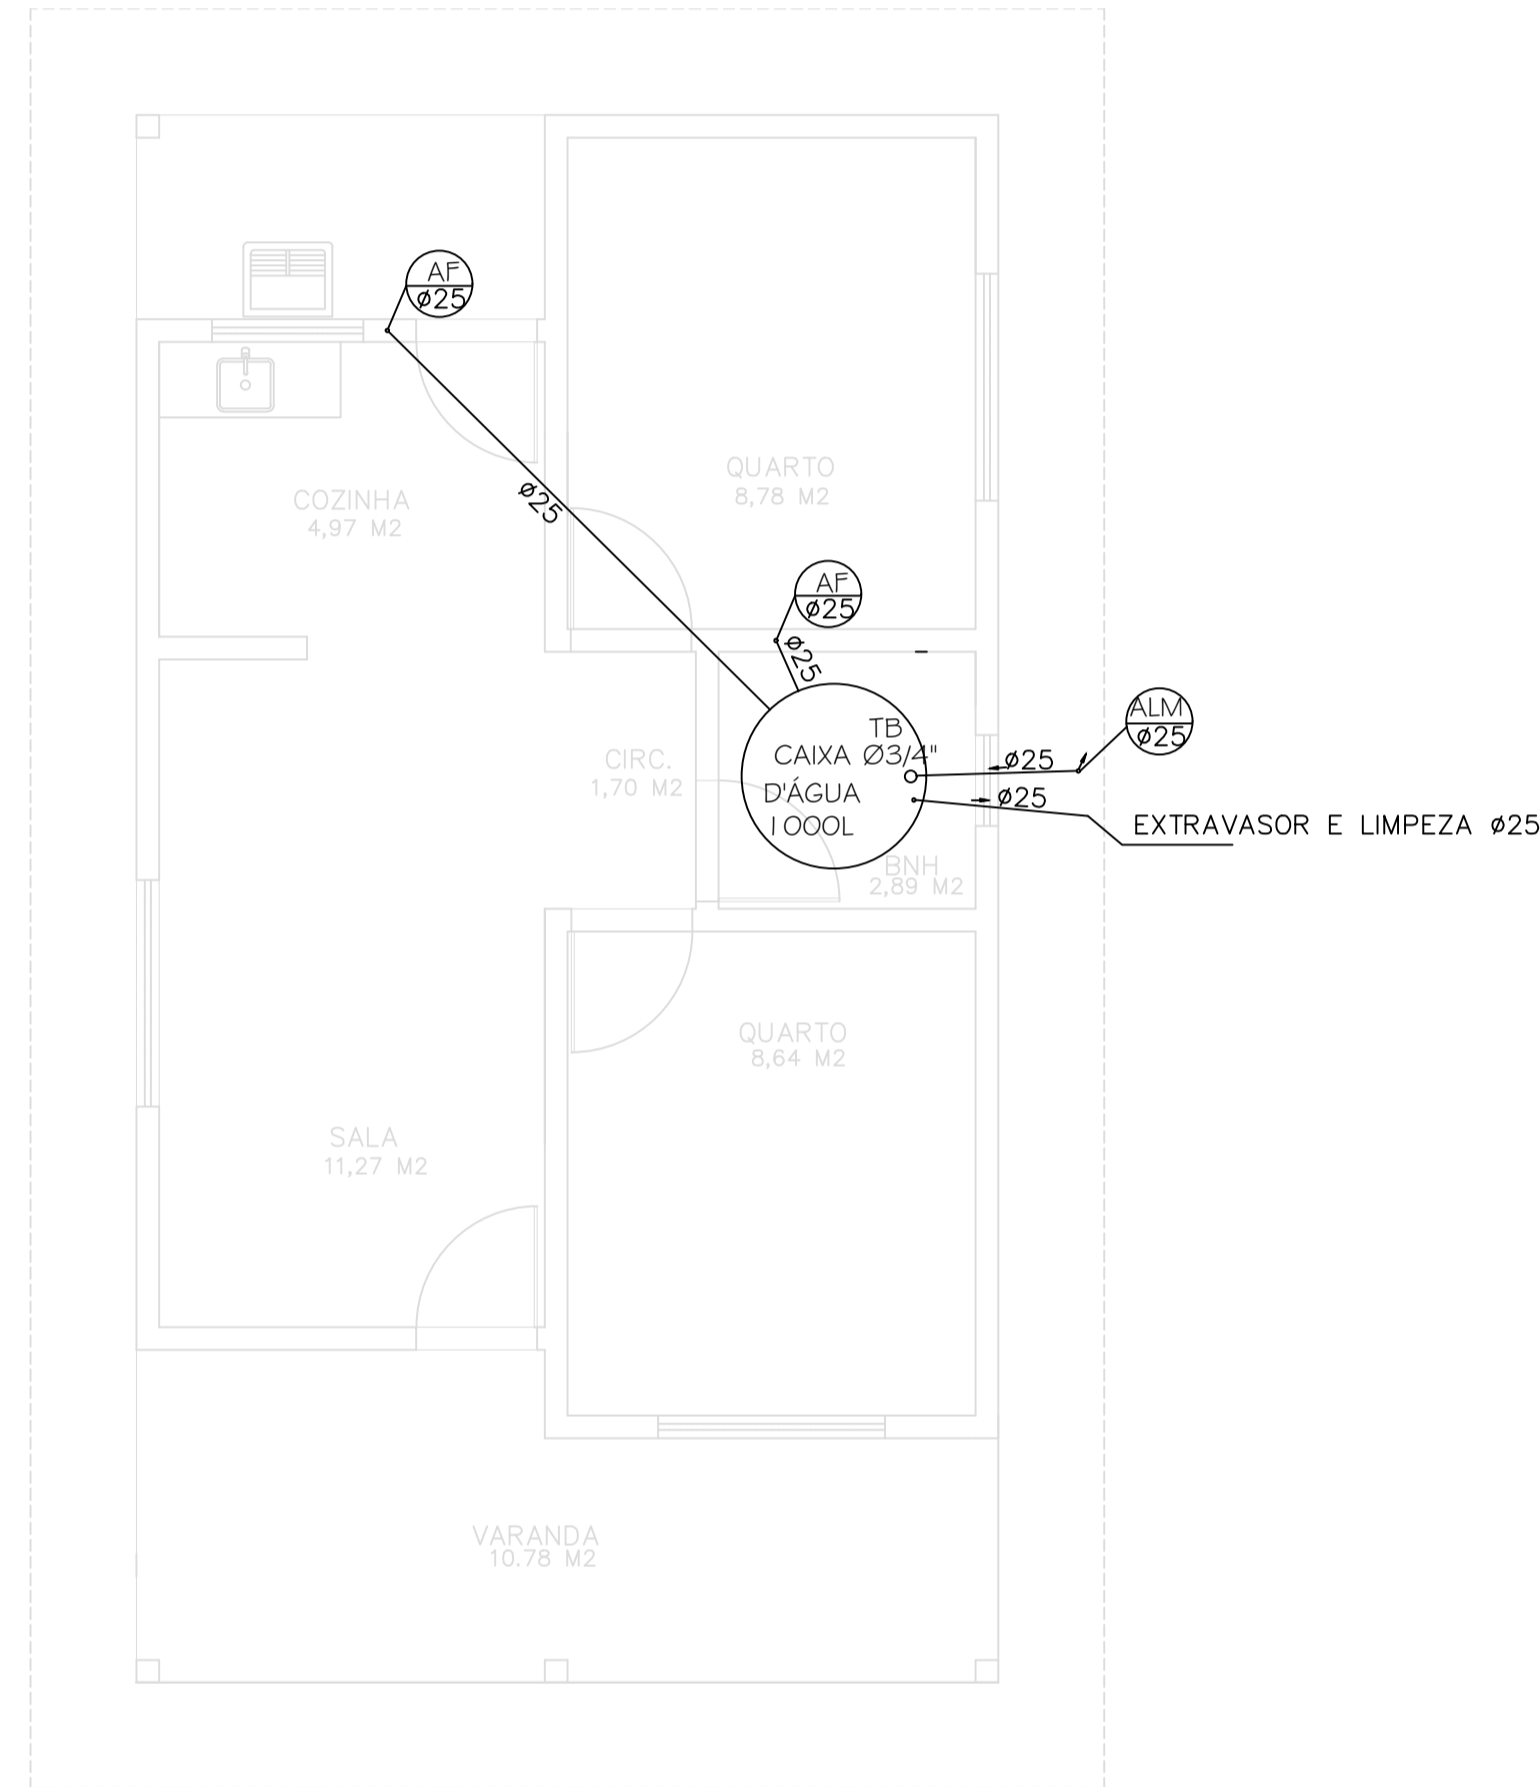 AF
ø25
QUARTO
8,78 M2
COZINHA
4,97 M2
ø25
AF
ø25
ø25
TB
CAIXA Ø3/4"
D'ÁGUA
1000L
ALM
ø25
ø25
ø25
EXTRAVASOR E LIMPEZA ø25
CIRC.
1,70 M2
BNH
2,89 M2
QUARTO
8,64 M2
SALA
11,27 M2
VARANDA
10.78 M2